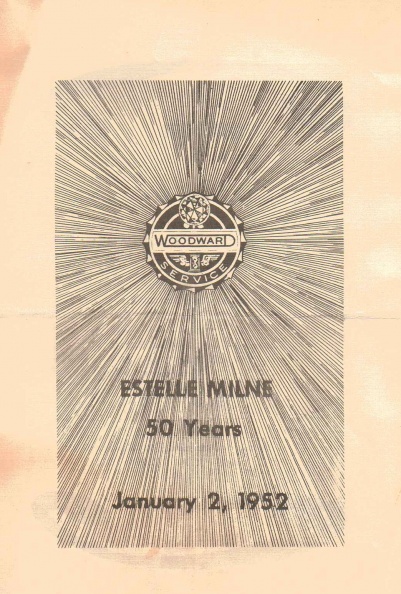 WOODWARD
SERVICE
ESTELLE MILNE
50 Years
January 2, 1952